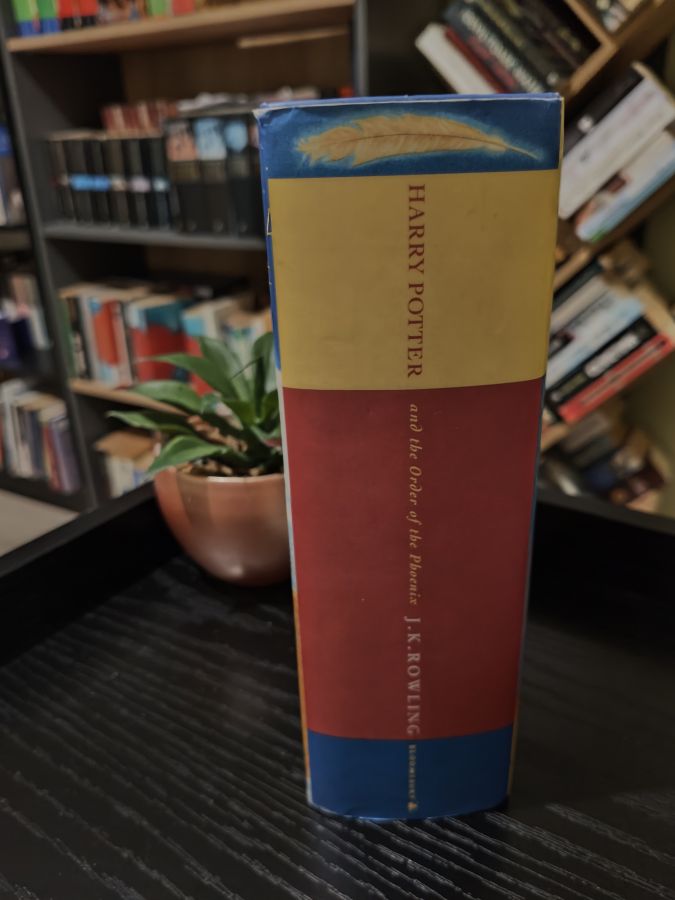 HARRY POTTER and the Order of the Phoenix J.K.ROWLING BLOOMSBURY